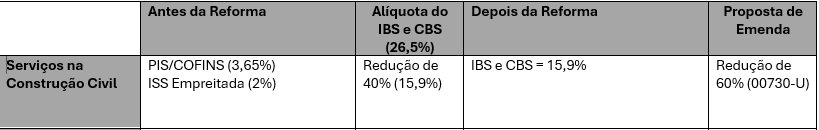 Antes da Reforma
Alíquota do
IBS e CBS
(26,5%)
Depois da Reforma
Proposta de
Emenda
Serviços na
Construção Civil
PIS/COFINS (3,65%)
ISS Empreitada (2%)
Redução de
40% (15,9%)
IBS e CBS = 15,9%
Redução de
60% (00730-U)